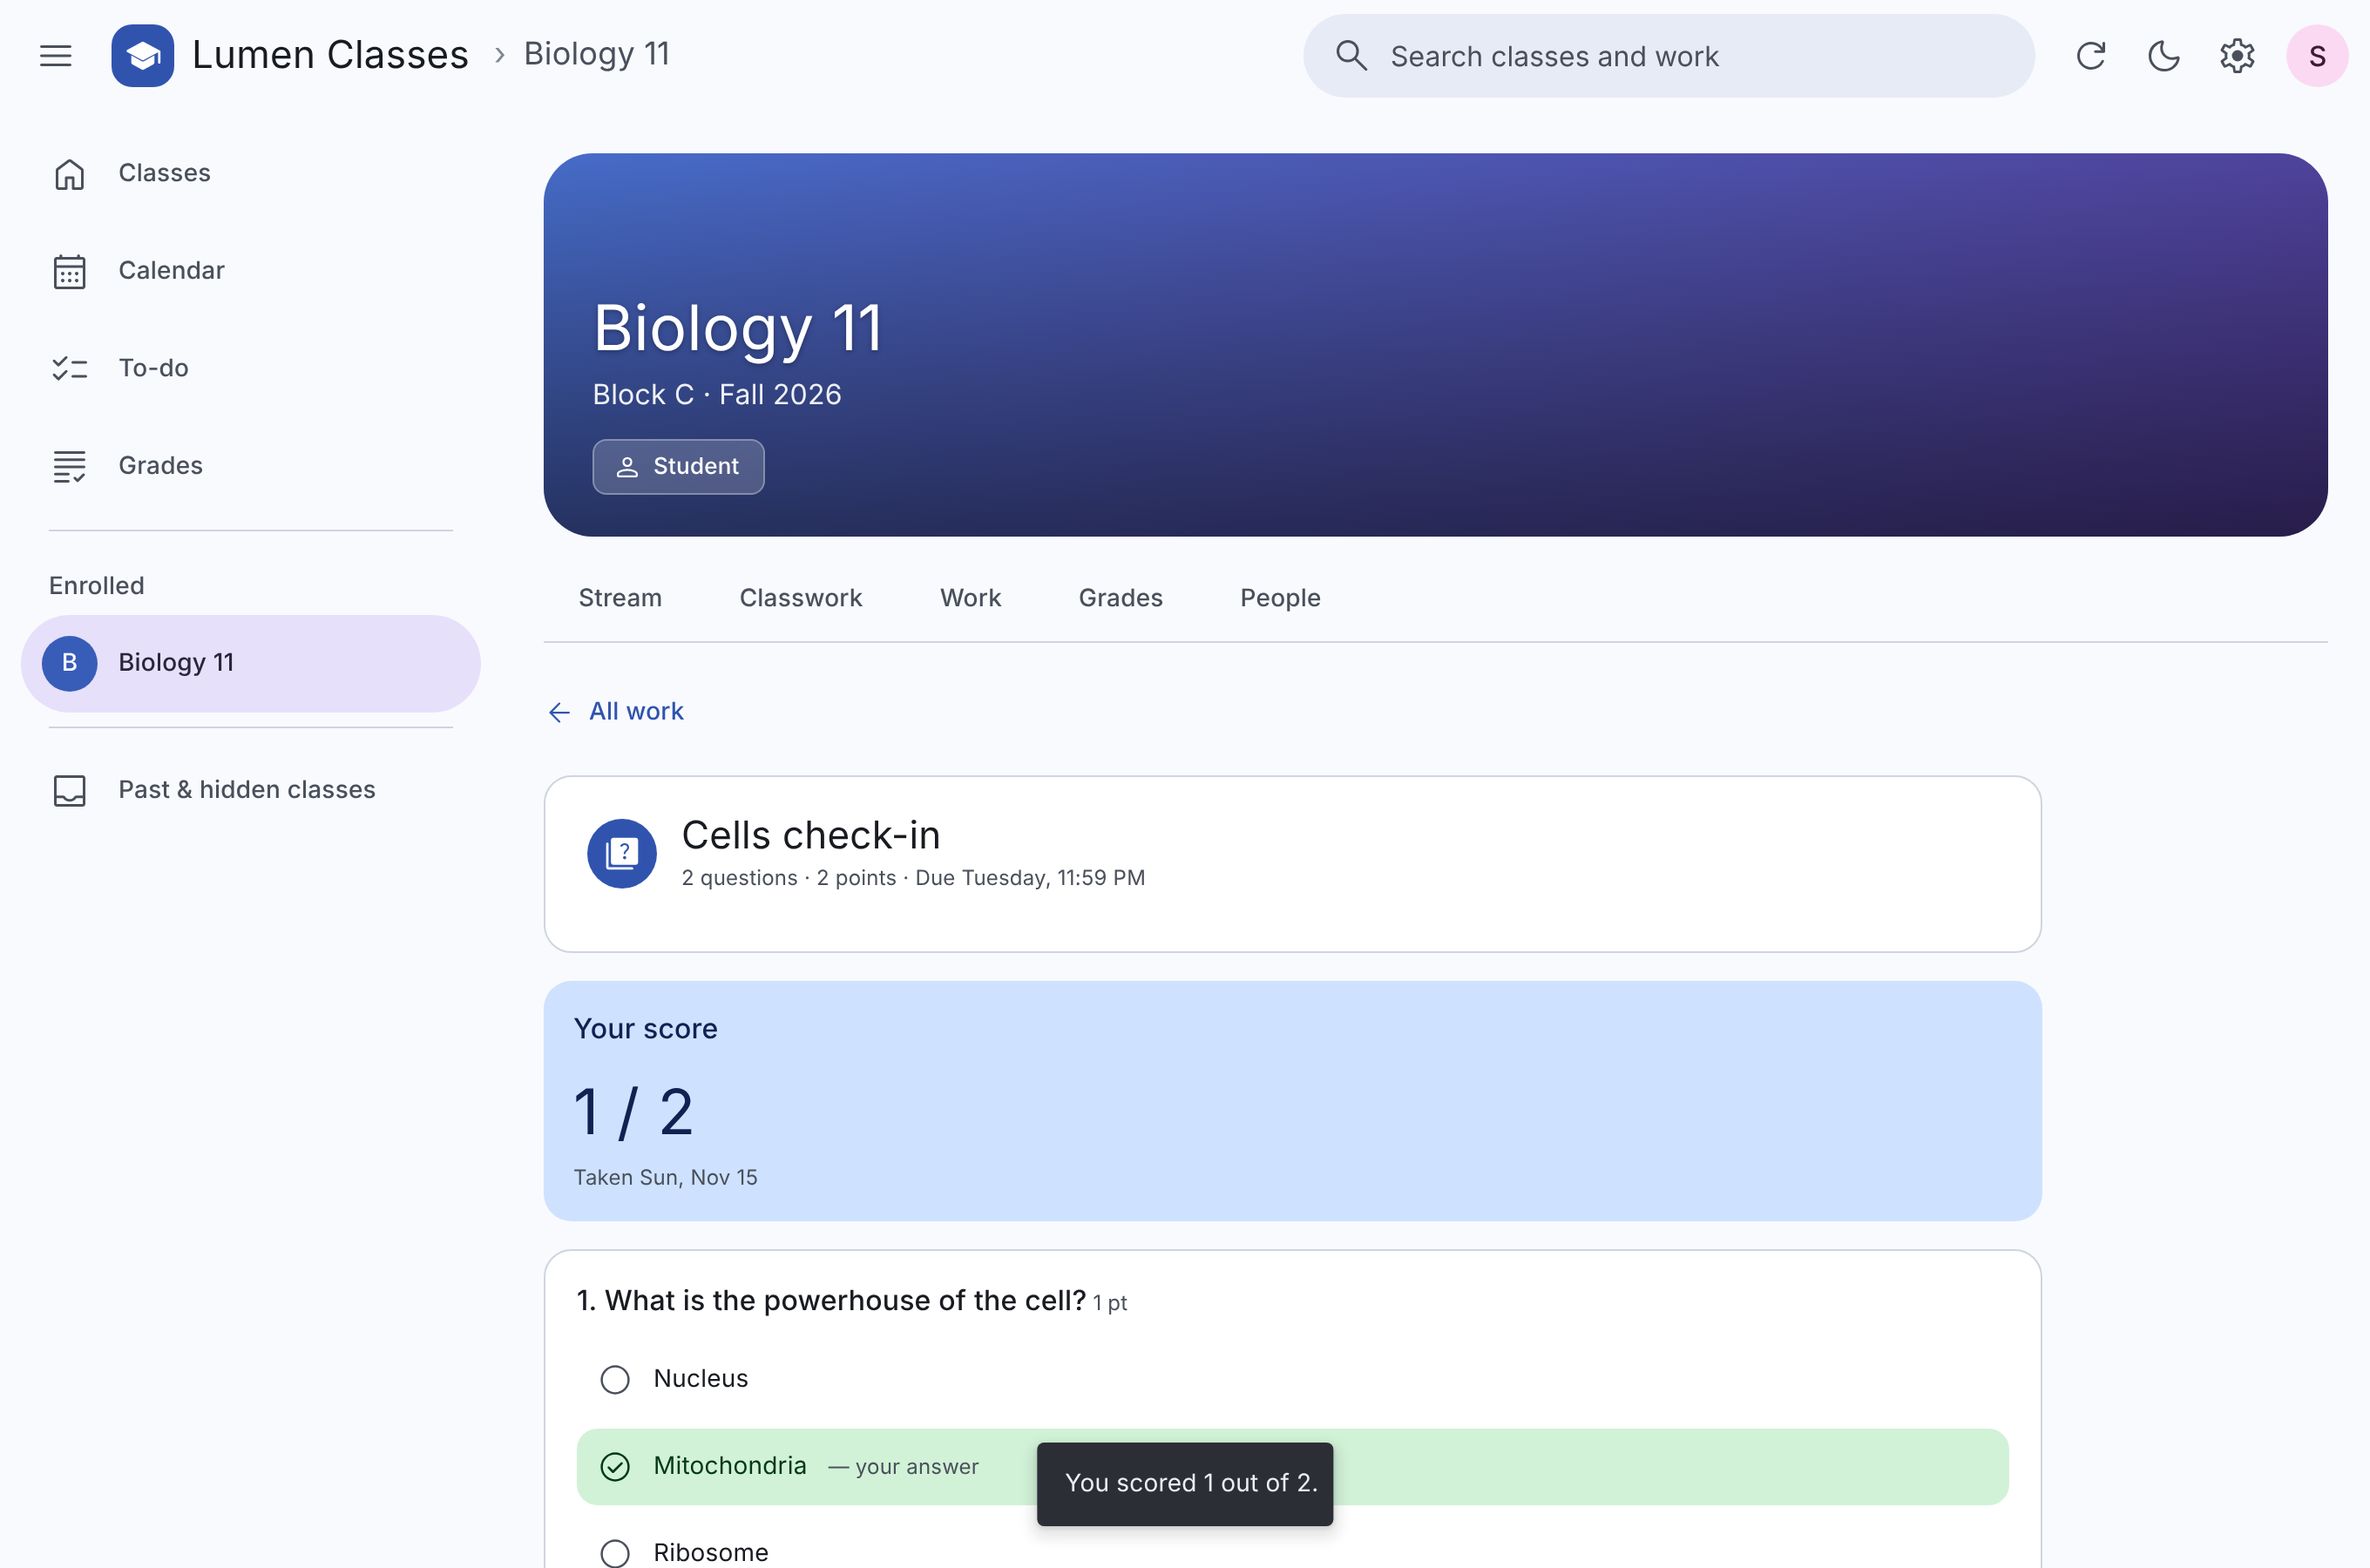 Lumen Classes › Biology 11
Search classes and work
S
Classes
Calendar
To-do
Grades
Enrolled
B Biology 11
Past & hidden classes
Biology 11
Block C · Fall 2026
Student
Stream Classwork Work Grades People
All work
Cells check-in
2 questions · 2 points · Due Tuesday, 11:59 PM
Your score
1 / 2
Taken Sun, Nov 15
1. What is the powerhouse of the cell? 1 pt
Nucleus
Mitochondria — your answer
You scored 1 out of 2.
Ribosome